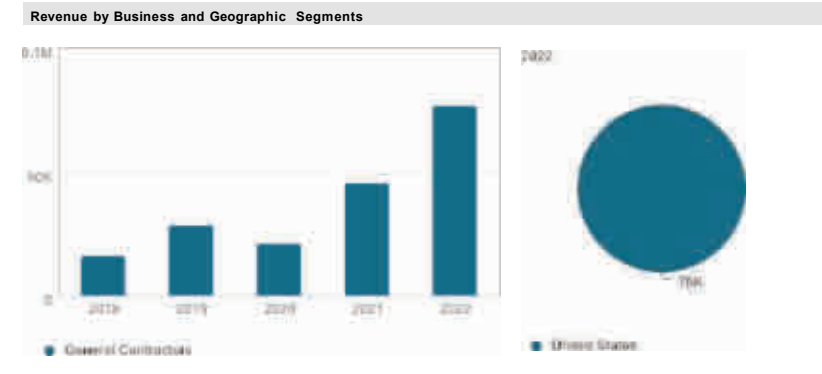 Revenue by Business and Geographic Segments
0.1M
2022
50K
0
2018 2019 2020 2021 2022
General Contractors
United States